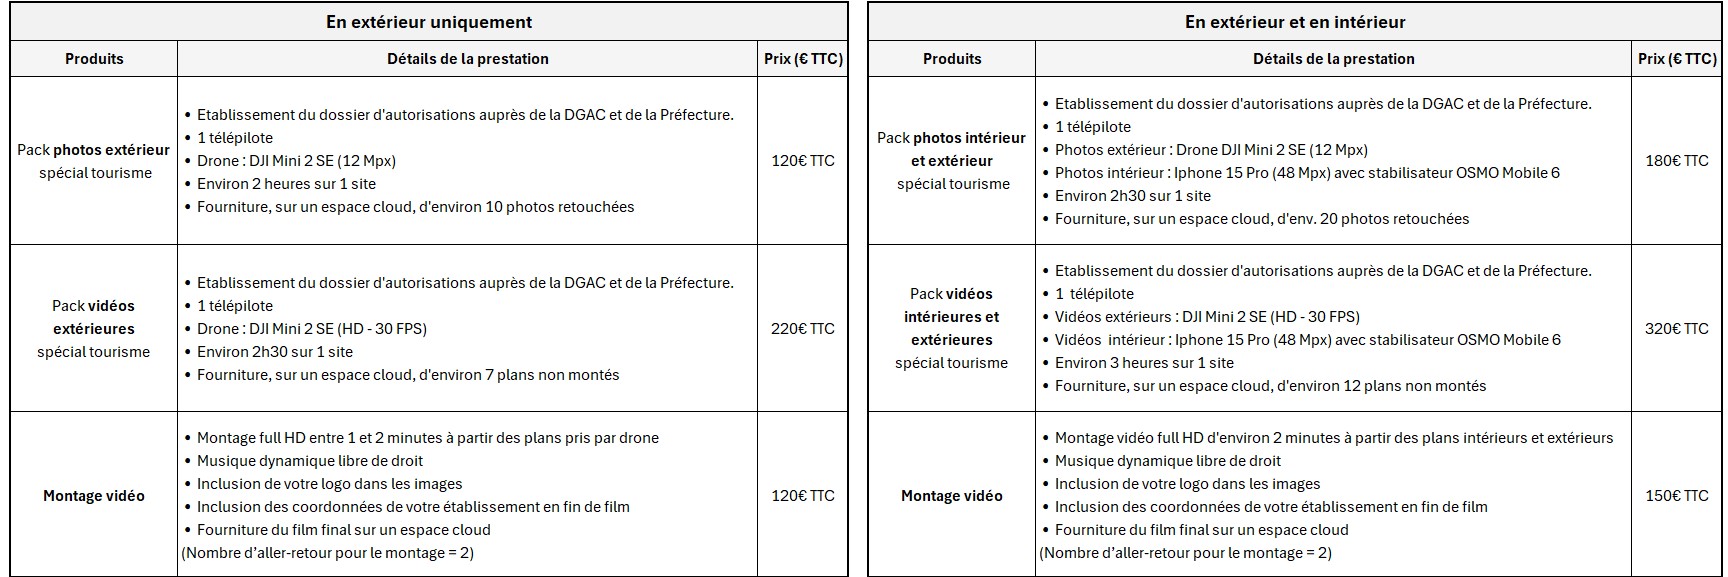 En extérieur uniquement
Produits
Détails de la prestation
Prix (€ TTC)
Pack photos extérieur
spécial tourisme
• Etablissement du dossier d'autorisations auprès de la DGAC et de la Préfecture.
• 1 télépilote
• Drone : DJI Mini 2 SE (12 Mpx)
• Environ 2 heures sur 1 site
• Fourniture, sur un espace cloud, d'environ 10 photos retouchées
120€ TTC
Pack vidéos
extérieures
spécial tourisme
• Etablissement du dossier d'autorisations auprès de la DGAC et de la Préfecture.
• 1 télépilote
• Drone : DJI Mini 2 SE (HD - 30 FPS)
• Environ 2h30 sur 1 site
• Fourniture, sur un espace cloud, d'environ 7 plans non montés
220€ TTC
Montage vidéo
• Montage full HD entre 1 et 2 minutes à partir des plans pris par drone
• Musique dynamique libre de droit
• Inclusion de votre logo dans les images
• Inclusion des coordonnées de votre établissement en fin de film
• Fourniture du film final sur un espace cloud
(Nombre d’aller-retour pour le montage = 2)
120€ TTC
En extérieur et en intérieur
Produits
Détails de la prestation
Prix (€ TTC)
Pack photos intérieur
et extérieur
spécial tourisme
• Etablissement du dossier d'autorisations auprès de la DGAC et de la Préfecture.
• 1 télépilote
• Photos extérieur : Drone DJI Mini 2 SE (12 Mpx)
• Photos intérieur : Iphone 15 Pro (48 Mpx) avec stabilisateur OSMO Mobile 6
• Environ 2h30 sur 1 site
• Fourniture, sur un espace cloud, d'env. 20 photos retouchées
180€ TTC
Pack vidéos
intérieures et
extérieures
spécial tourisme
• Etablissement du dossier d'autorisations auprès de la DGAC et de la Préfecture.
• 1 télépilote
• Vidéos extérieurs : DJI Mini 2 SE (HD - 30 FPS)
• Vidéos intérieur : Iphone 15 Pro (48 Mpx) avec stabilisateur OSMO Mobile 6
• Environ 3 heures sur 1 site
• Fourniture, sur un espace cloud, d'environ 12 plans non montés
320€ TTC
Montage vidéo
• Montage vidéo full HD d'environ 2 minutes à partir des plans intérieurs et extérieurs
• Musique dynamique libre de droit
• Inclusion de votre logo dans les images
• Inclusion des coordonnées de votre établissement en fin de film
• Fourniture du film final sur un espace cloud
(Nombre d’aller-retour pour le montage = 2)
150€ TTC